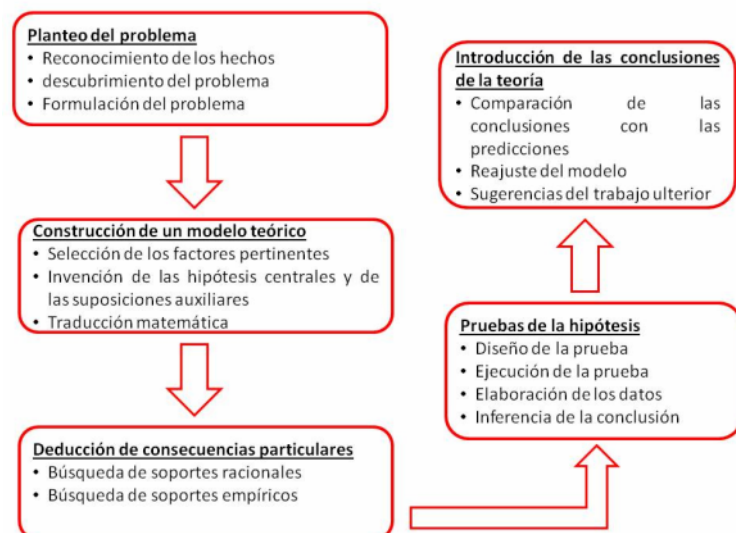 Planteo del problema
• Reconocimiento de los hechos
• descubrimiento del problema
• Formulación del problema
Construcción de un modelo teórico
• Selección de los factores pertinentes
• Invención de las hipótesis centrales y de
las suposiciones auxiliares
• Traducción matemática
Deducción de consecuencias particulares
• Búsqueda de soportes racionales
• Búsqueda de soportes empíricos
Pruebas de la hipótesis
• Diseño de la prueba
• Ejecución de la prueba
• Elaboración de los datos
• Inferencia de la conclusión
Introducción de las conclusiones
de la teoría
• Comparación de las
conclusiones con las
predicciones
• Reajuste del modelo
• Sugerencias del trabajo ulterior